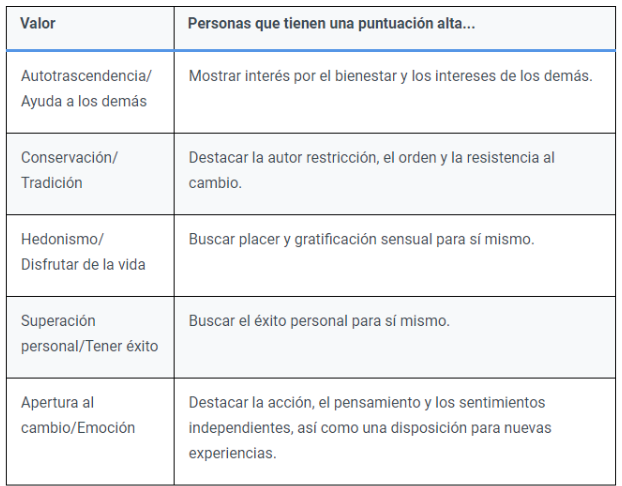 Valor
Personas que tienen una puntuación alta...
Autotrascendencia/
Ayuda a los demás
Mostrar interés por el bienestar y los intereses de los demás.
Conservación/
Tradición
Destacar la autor restricción, el orden y la resistencia al
cambio.
Hedonismo/
Disfrutar de la vida
Buscar placer y gratificación sensual para sí mismo.
Superación
personal/Tener éxito
Buscar el éxito personal para sí mismo.
Apertura al
cambio/Emoción
Destacar la acción, el pensamiento y los sentimientos
independientes, así como una disposición para nuevas
experiencias.